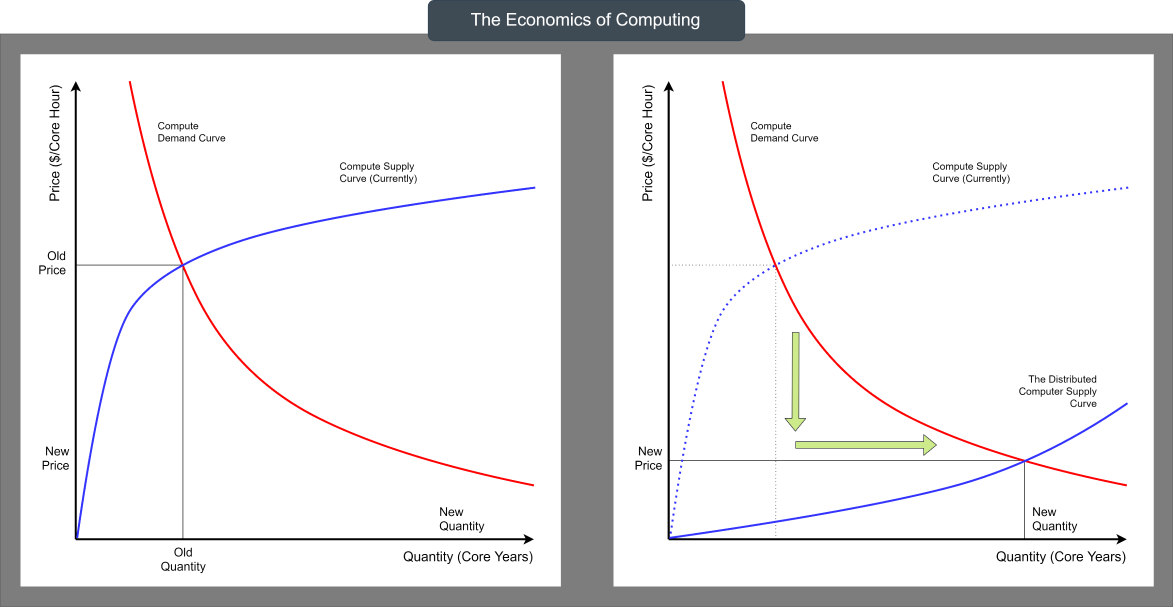 The Economics of Computing
Price ($/Core Hour)
Compute
Demand Curve
Compute Supply
Curve (Currently)
Old
Price
New
Price
New
Quantity
Old
Quantity
Quantity (Core Years)
Price ($/Core Hour)
Compute
Demand Curve
Compute Supply
Curve (Currently)
The Distributed
Computer Supply
Curve
New
Price
New
Quantity
Quantity (Core Years)